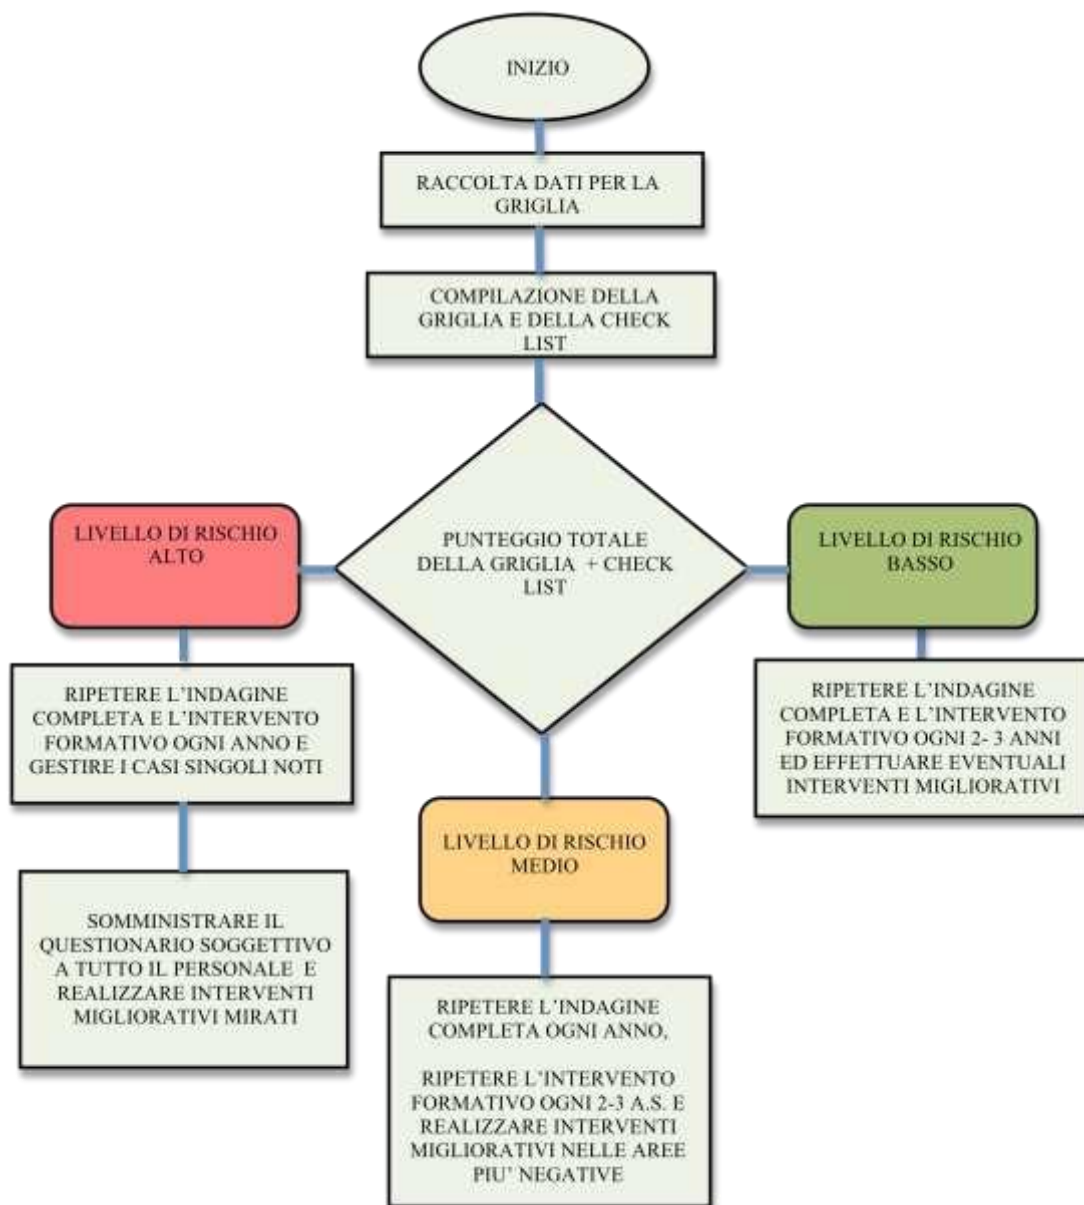 INIZIO
RACCOLTA DATI PER LA
GRIGLIA
COMPILAZIONE DELLA
GRIGLIA E DELLA CHECK
LIST
PUNTEGGIO TOTALE
DELLA GRIGLIA + CHECK
LIST
LIVELLO DI RISCHIO
ALTO
RIPETERE L’INDAGINE
COMPLETA E L’INTERVENTO
FORMATIVO OGNI ANNO E
GESTIRE I CASI SINGOLI NOTI
SOMMINISTRARE IL
QUESTIONARIO SOGGETTIVO
A TUTTO IL PERSONALE E
REALIZZARE INTERVENTI
MIGLIORATIVI MIRATI
LIVELLO DI RISCHIO
MEDIO
RIPETERE L’INDAGINE
COMPLETA OGNI ANNO,
RIPETERE L’INTERVENTO
FORMATIVO OGNI 2-3 A.S. E
REALIZZARE INTERVENTI
MIGLIORATIVI NELLE AREE
PIU’ NEGATIVE
LIVELLO DI RISCHIO
BASSO
RIPETERE L’INDAGINE
COMPLETA E L’INTERVENTO
FORMATIVO OGNI 2- 3 ANNI
ED EFFETTUARE EVENTUALI
INTERVENTI MIGLIORATIVI